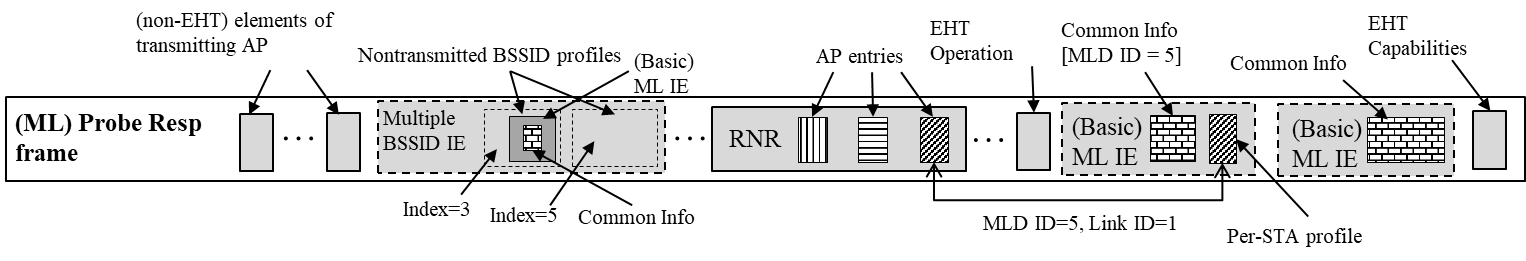 (non-EHT) elements of
transmitting AP
Nontransmitted BSSID profiles
(Basic)
ML IE
AP entries
EHT
Operation
Common Info
[MLD ID = 5]
Common Info
EHT
Capabilities
(ML) Probe Resp
frame
Multiple
BSSID IE
RNR
(Basic)
ML IE
(Basic)
ML IE
Index=3
Index=5
Common Info
MLD ID=5, Link ID=1
Per-STA profile